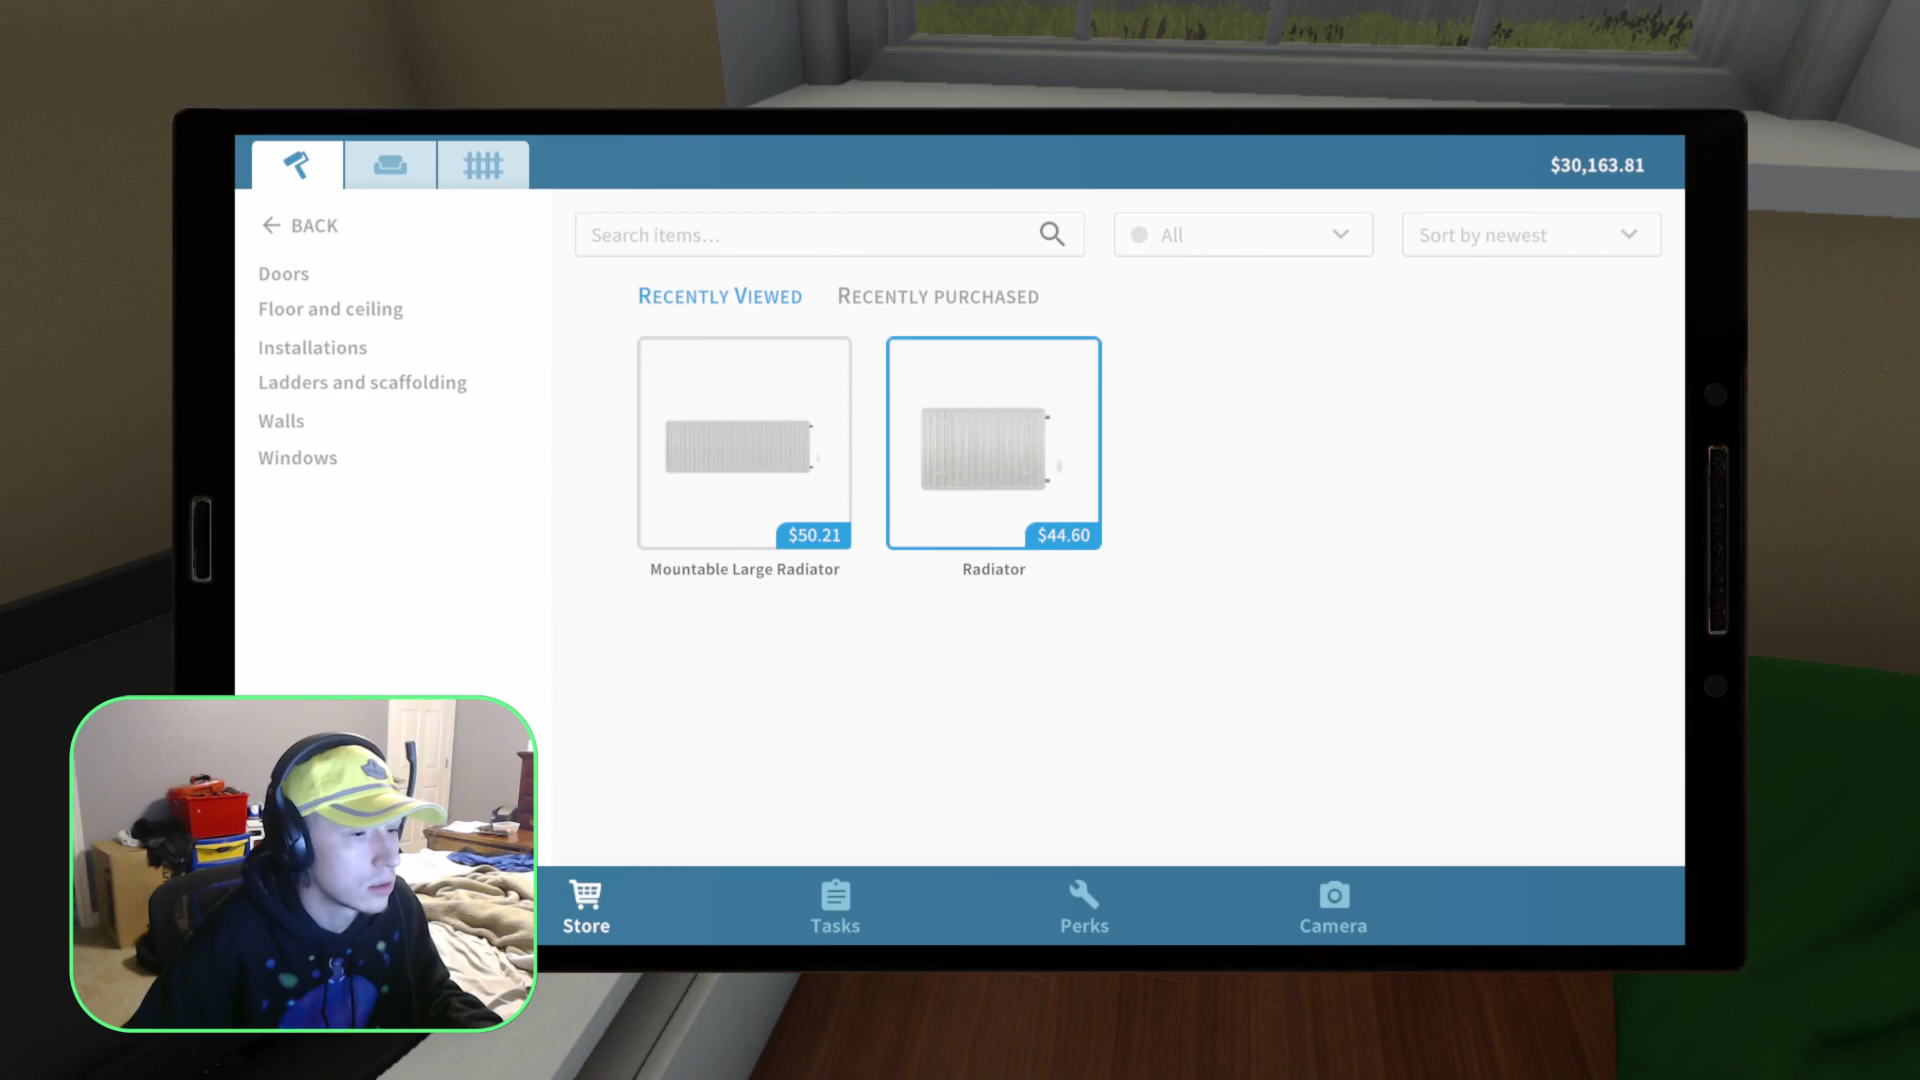 $30,163.81
BACK
Doors
Floor and ceiling
Installations
Ladders and scaffolding
Walls
Windows
Search items...
All
Sort by newest
RECENTLY VIEWED
RECENTLY PURCHASED
$50.21
$44.60
Mountable Large Radiator
Radiator
Store
Tasks
Perks
Camera